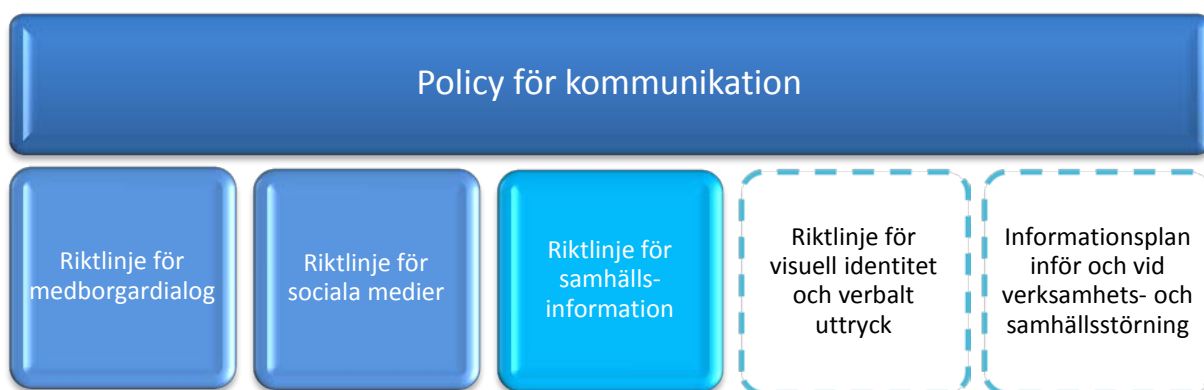 Policy för kommunikation
Riktlinje för
medborgardialog
Riktlinje för
sociala medier
Riktlinje för
samhälls-
information
Riktlinje för
visuell identitet
och verbalt
uttryck
Informationsplan
inför och vid
verksamhets- och
samhällsstörning